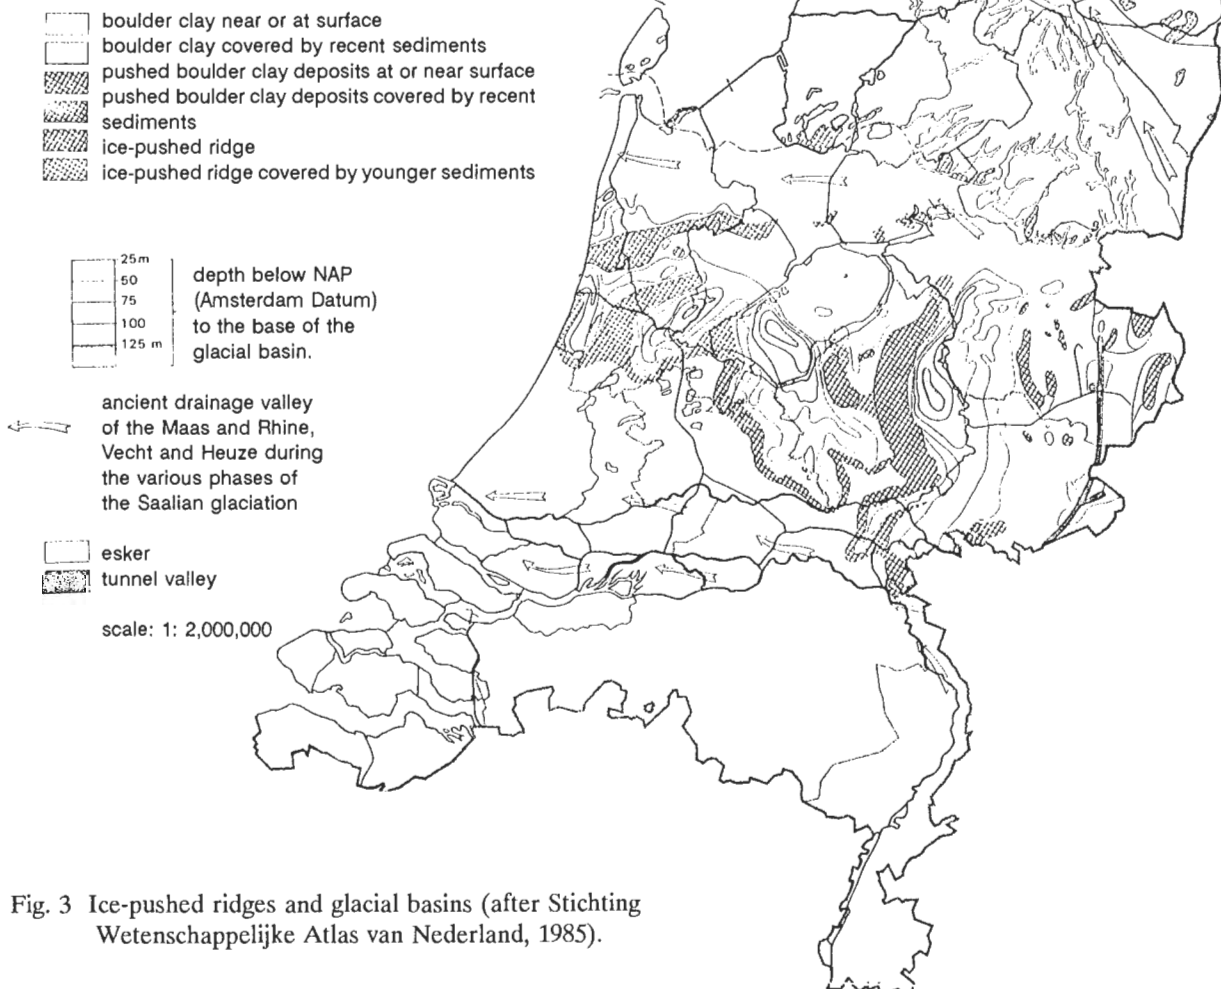 boulder clay near or at surface
boulder clay covered by recent sediments
pushed boulder clay deposits at or near surface
pushed boulder clay deposits covered by recent
sediments
ice-pushed ridge
ice-pushed ridge covered by younger sediments
25 m
50
75
100
125 m
depth below NAP
(Amsterdam Datum)
to the base of the
glacial basin.
ancient drainage valley
of the Maas and Rhine,
Vecht and Heuze during
the various phases of
the Saalian glaciation
esker
tunnel valley
scale: 1: 2,000,000
Fig. 3 Ice-pushed ridges and glacial basins (after Stichting
Wetenschappelijke Atlas van Nederland, 1985).